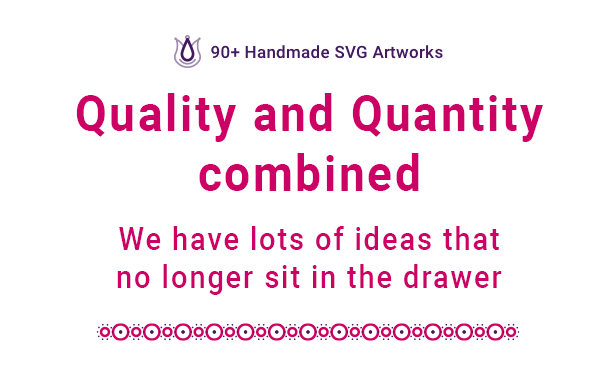 90+ Handmade SVG Artworks
Quality and Quantity
combined
We have lots of ideas that
no longer sit in the drawer